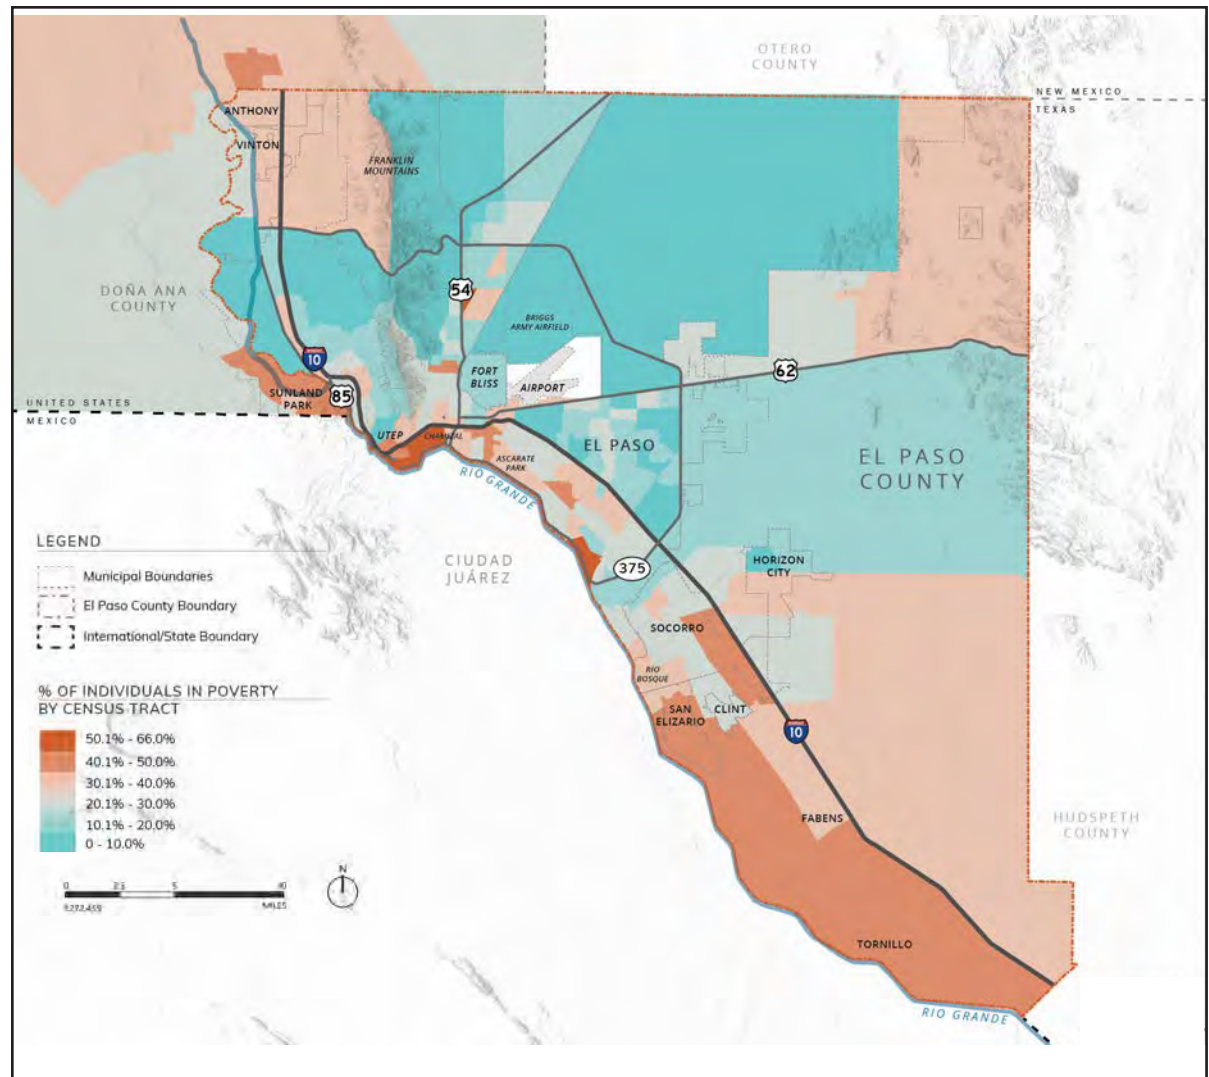 OTERO
COUNTY
NEW MEXICO
TEXAS
ANTHONY
VINTON
FRANKLIN
MOUNTAINS
DOÑA ANA
COUNTY
54
BRIGGS
ARMY AIRFIELD
10
FORT
BLISS
AIRPORT
62
SUNLAND
PARK
85
UNITED STATES
MEXICO
UTEP
CHAMIZAL
ASCARATE
PARK
EL PASO
EL PASO
COUNTY
RIO GRANDE
LEGEND
Municipal Boundaries
El Paso County Boundary
International/State Boundary
CIUDAD
JUÁREZ
375
HORIZON
CITY
SOCORRO
RIO
BOSQUE
SAN
ELIZARIO
CLINT
10
% OF INDIVIDUALS IN POVERTY
BY CENSUS TRACT
50.1% - 66.0%
40.1% - 50.0%
30.1% - 40.0%
20.1% - 30.0%
10.1% - 20.0%
0 - 10.0%
FABENS
HUDSPETH
COUNTY
N
0 2.5 5 10
MILES
TORNILLO
RIO GRANDE